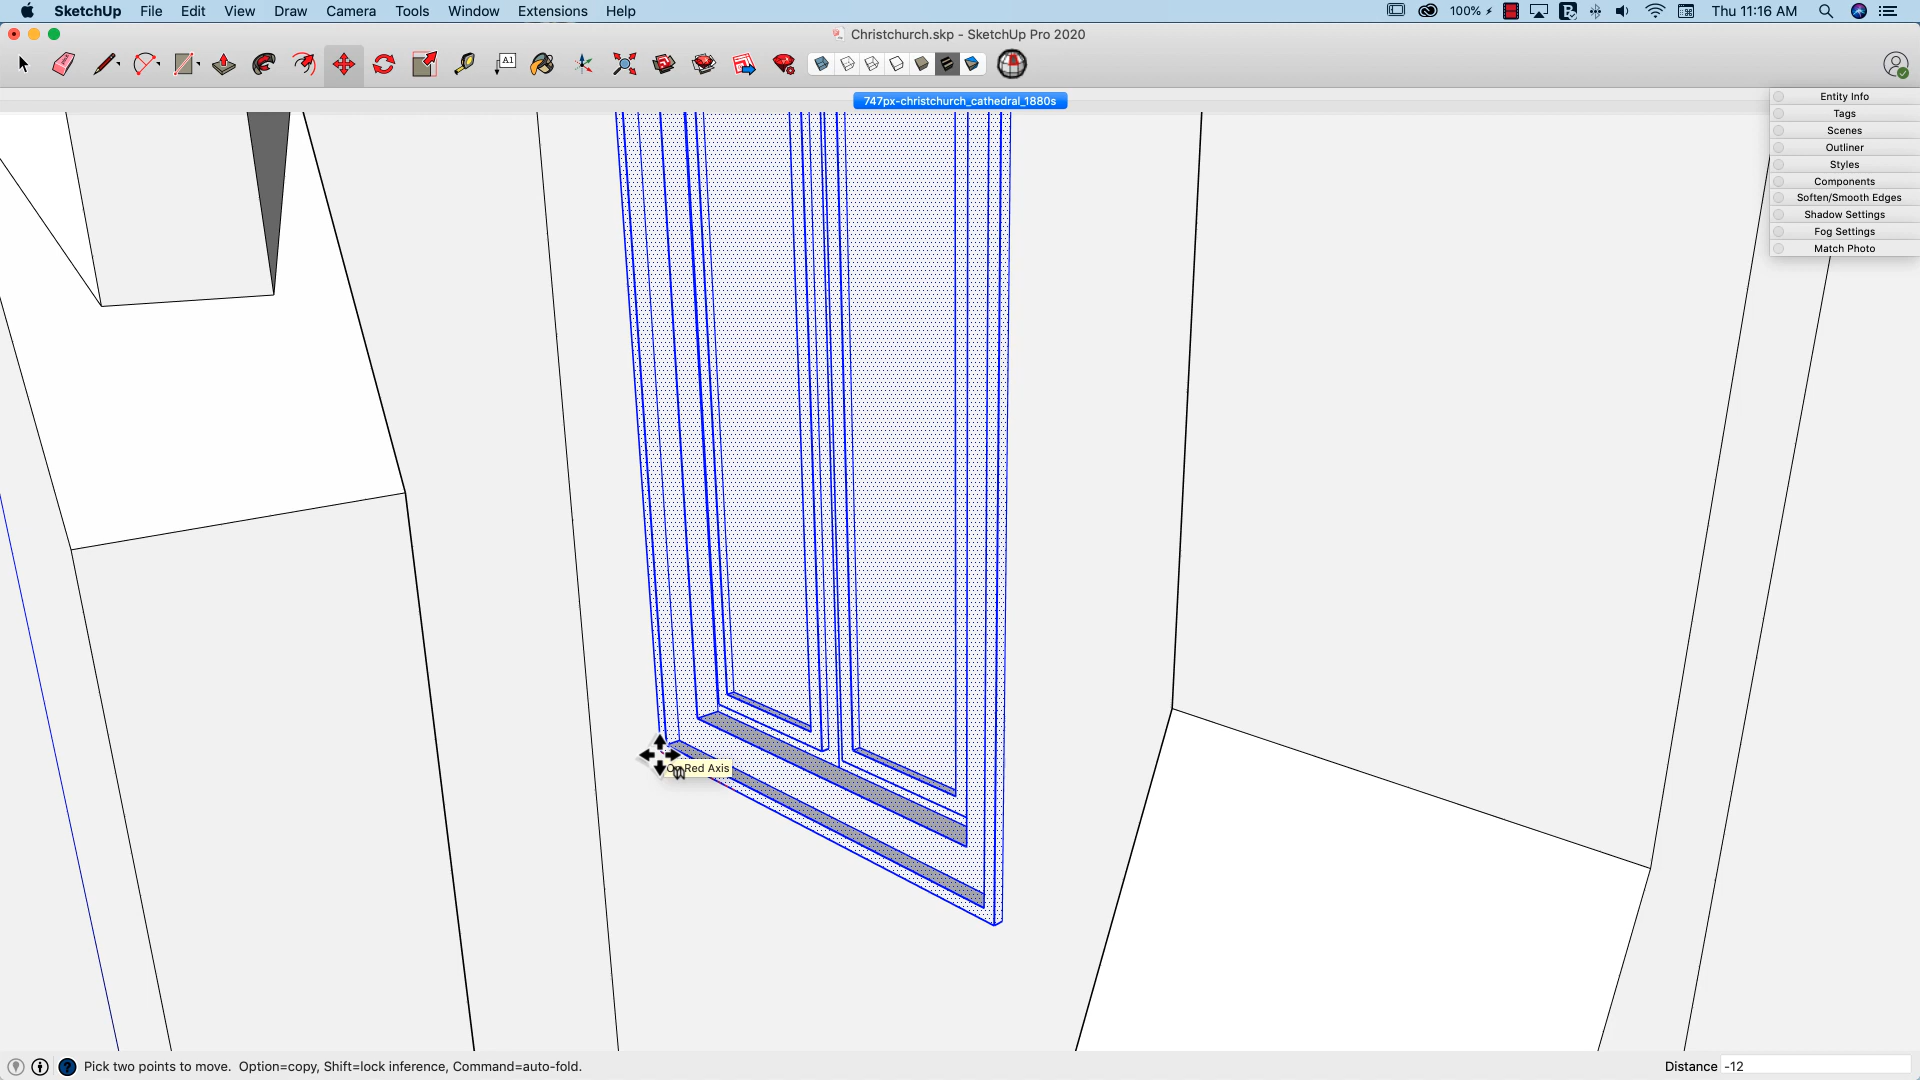 SketchUp File Edit View Draw Camera Tools Window Extensions Help 100% Thu 11:16 AM
Christchurch.skp - SketchUp Pro 2020
A1
747px-christchurch_cathedral_1880s
Entity Info
Tags
Scenes
Outliner
Styles
Components
Soften/Smooth Edges
Shadow Settings
Fog Settings
Match Photo
On Red Axis
Pick two points to move. Option=copy, Shift=lock inference, Command=auto-fold. Distance -12